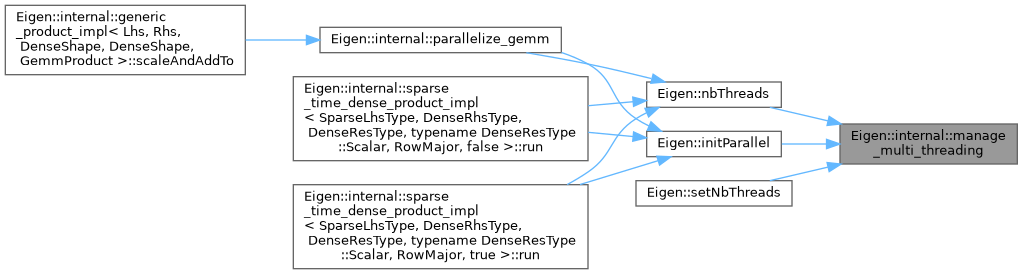 Eigen::internal::generic
_product_impl< Lhs, Rhs,
DenseShape, DenseShape,
GemmProduct >::scaleAndAddTo
Eigen::internal::parallelize_gemm
Eigen::internal::sparse
_time_dense_product_impl
< SparseLhsType, DenseRhsType,
DenseResType, typename DenseResType
::Scalar, RowMajor, false >::run
Eigen::internal::sparse
_time_dense_product_impl
< SparseLhsType, DenseRhsType,
DenseResType, typename DenseResType
::Scalar, RowMajor, true >::run
Eigen::nbThreads
Eigen::initParallel
Eigen::setNbThreads
Eigen::internal::manage
_multi_threading